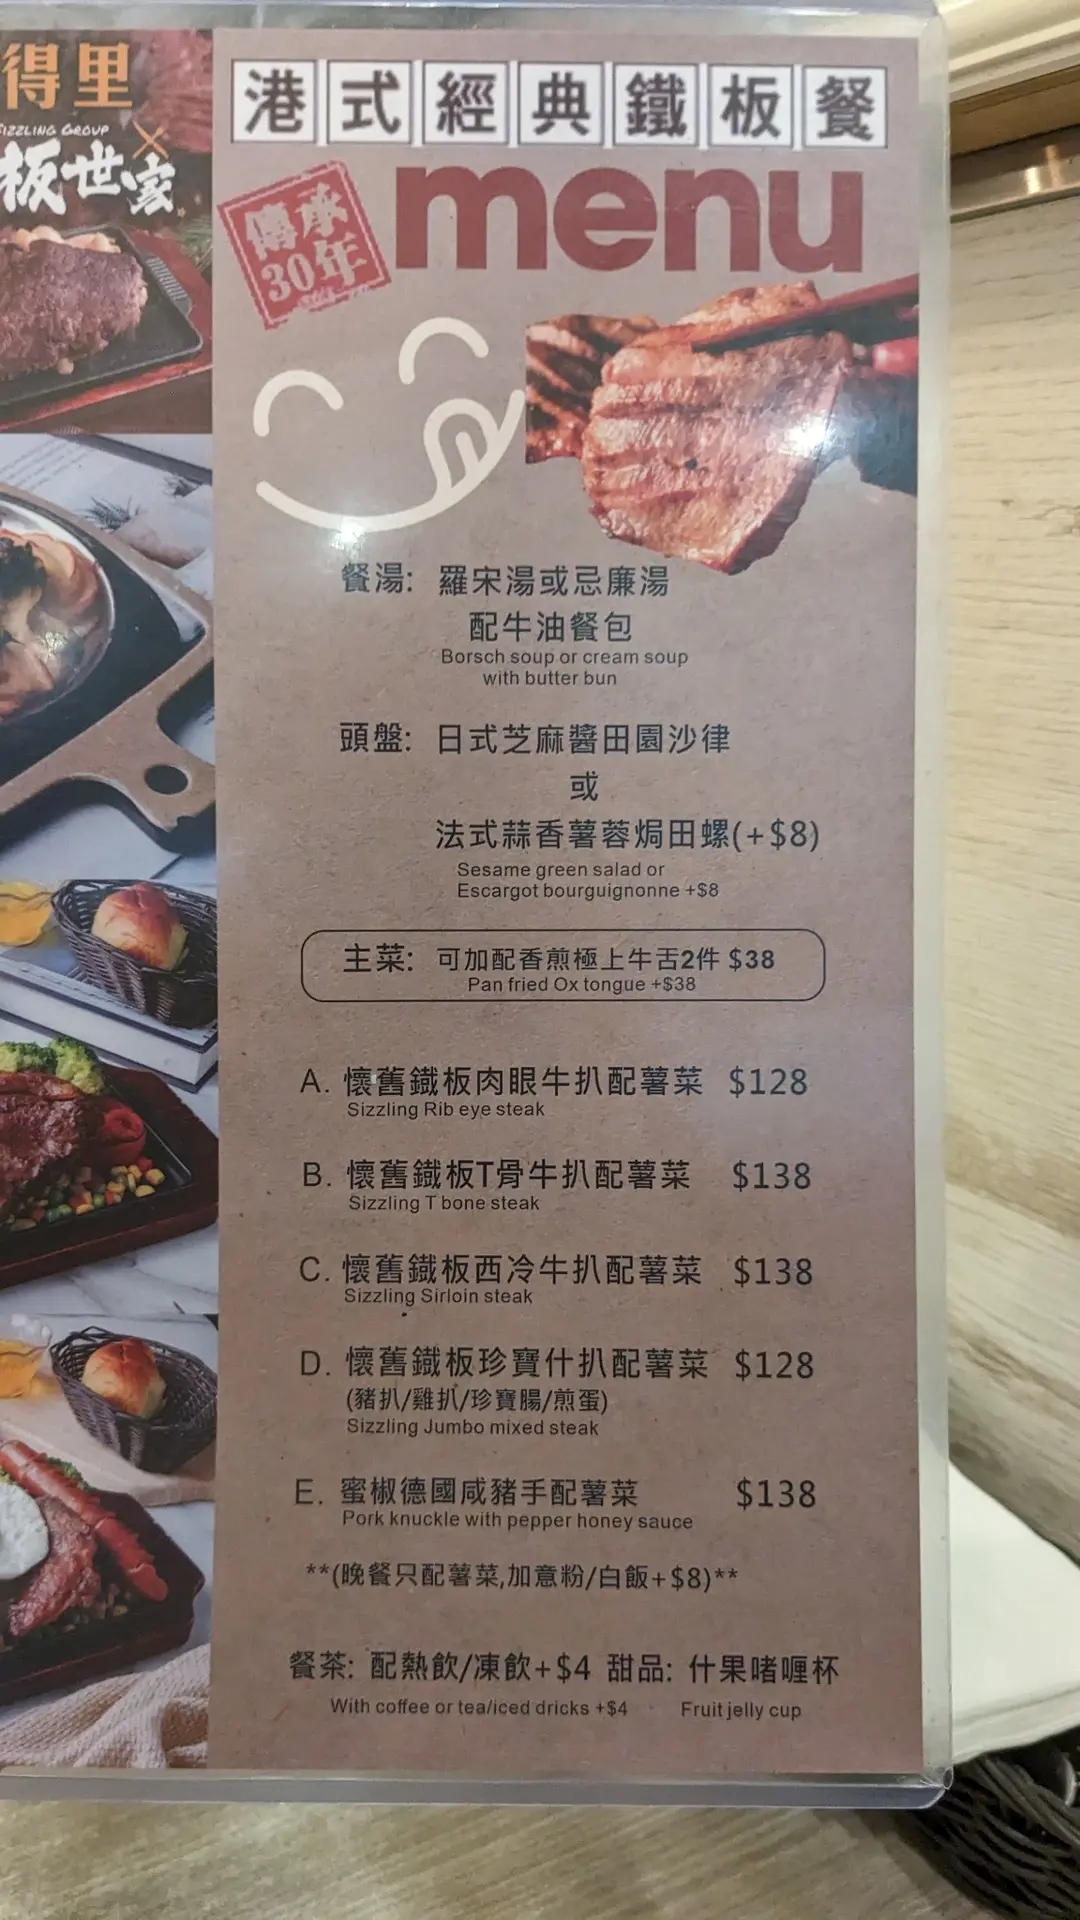 得里
SIZZLING GROUP
板世家
港式經典鐵板餐
傳承
30年
menu
餐湯: 羅宋湯或忌廉湯
配牛油餐包
Borsch soup or cream soup
with butter bun
頭盤: 日式芝麻醬田園沙律
或
法式蒜香薯蓉焗田螺(+$8)
Sesame green salad or
Escargot bourguignonne +$8
主菜: 可加配香煎極上牛舌2件 $38
Pan fried Ox tongue +$38
A. 懷舊鐵板肉眼牛扒配薯菜 $128
Sizzling Rib eye steak
B. 懷舊鐵板T骨牛扒配薯菜 $138
Sizzling T bone steak
C. 懷舊鐵板西冷牛扒配薯菜 $138
Sizzling Sirloin steak
D. 懷舊鐵板珍寶什扒配薯菜 $128
(豬扒/雞扒/珍寶腸/煎蛋)
Sizzling Jumbo mixed steak
E. 蜜椒德國咸豬手配薯菜 $138
Pork knuckle with pepper honey sauce
**(晚餐只配薯菜,加意粉/白飯+$8)**
餐茶: 配熱飲/凍飲+$4 甜品: 什果啫喱杯
With coffee or tea/iced dricks +$4 Fruit jelly cup